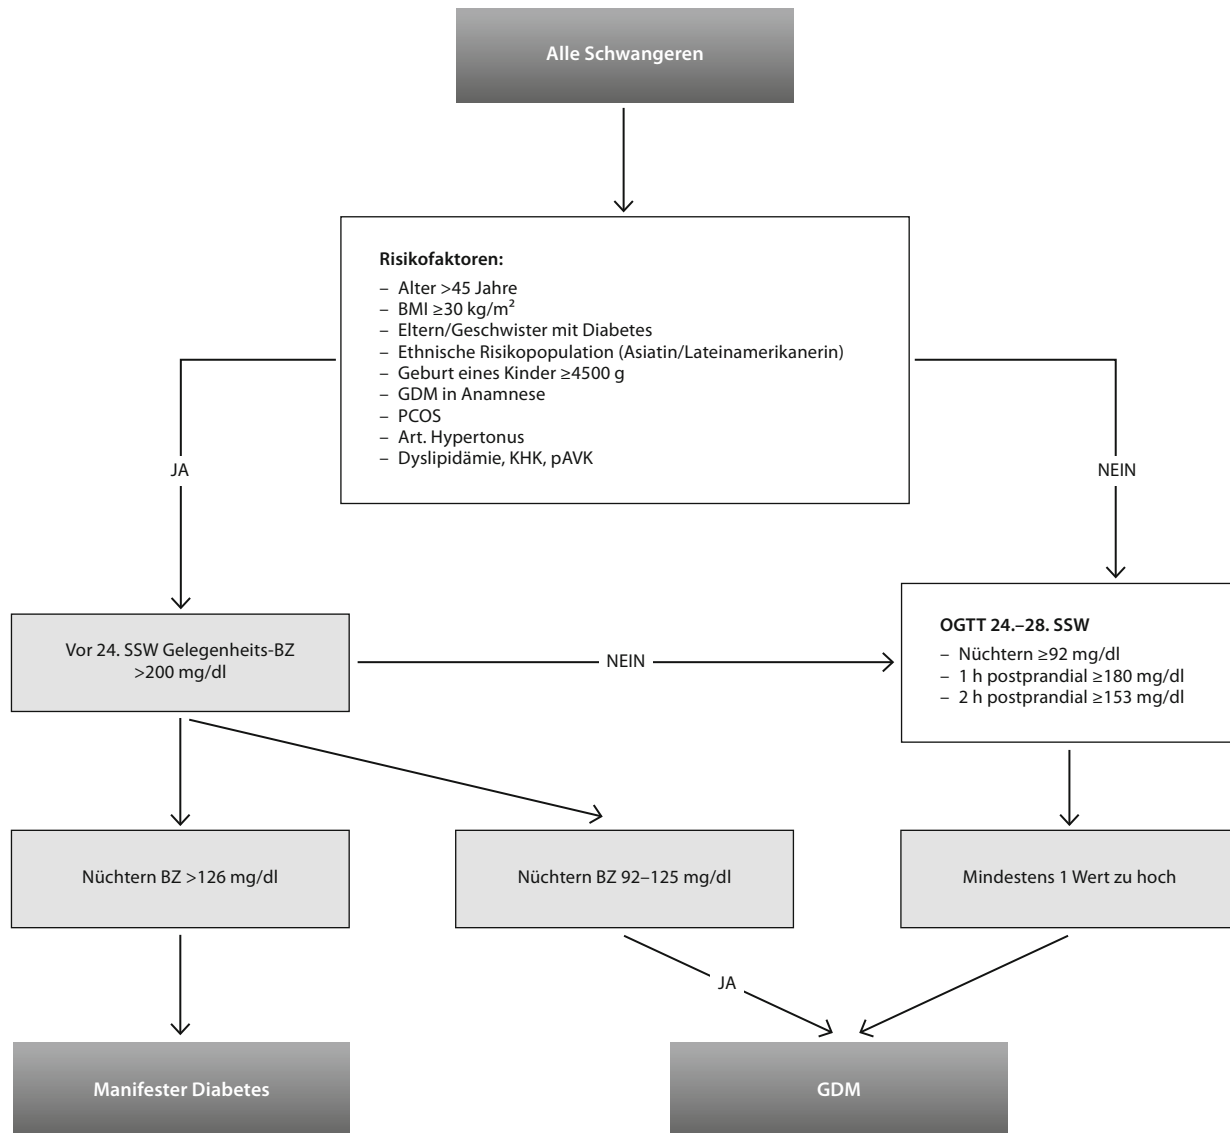 Alle Schwangeren
Risikofaktoren:
– Alter >45 Jahre
– BMI ≥30 kg/m²
– Eltern/Geschwister mit Diabetes
– Ethnische Risikopopulation (Asiatin/Lateinamerikanerin)
– Geburt eines Kinder ≥4500 g
– GDM in Anamnese
– PCOS
– Art. Hypertonus
– Dyslipidämie, KHK, pAVK
JA
NEIN
Vor 24. SSW Gelegenheits-BZ
>200 mg/dl
NEIN
OGTT 24.–28. SSW
– Nüchtern ≥92 mg/dl
– 1 h postprandial ≥180 mg/dl
– 2 h postprandial ≥153 mg/dl
Nüchtern BZ >126 mg/dl
Nüchtern BZ 92–125 mg/dl
Mindestens 1 Wert zu hoch
JA
Manifester Diabetes
GDM